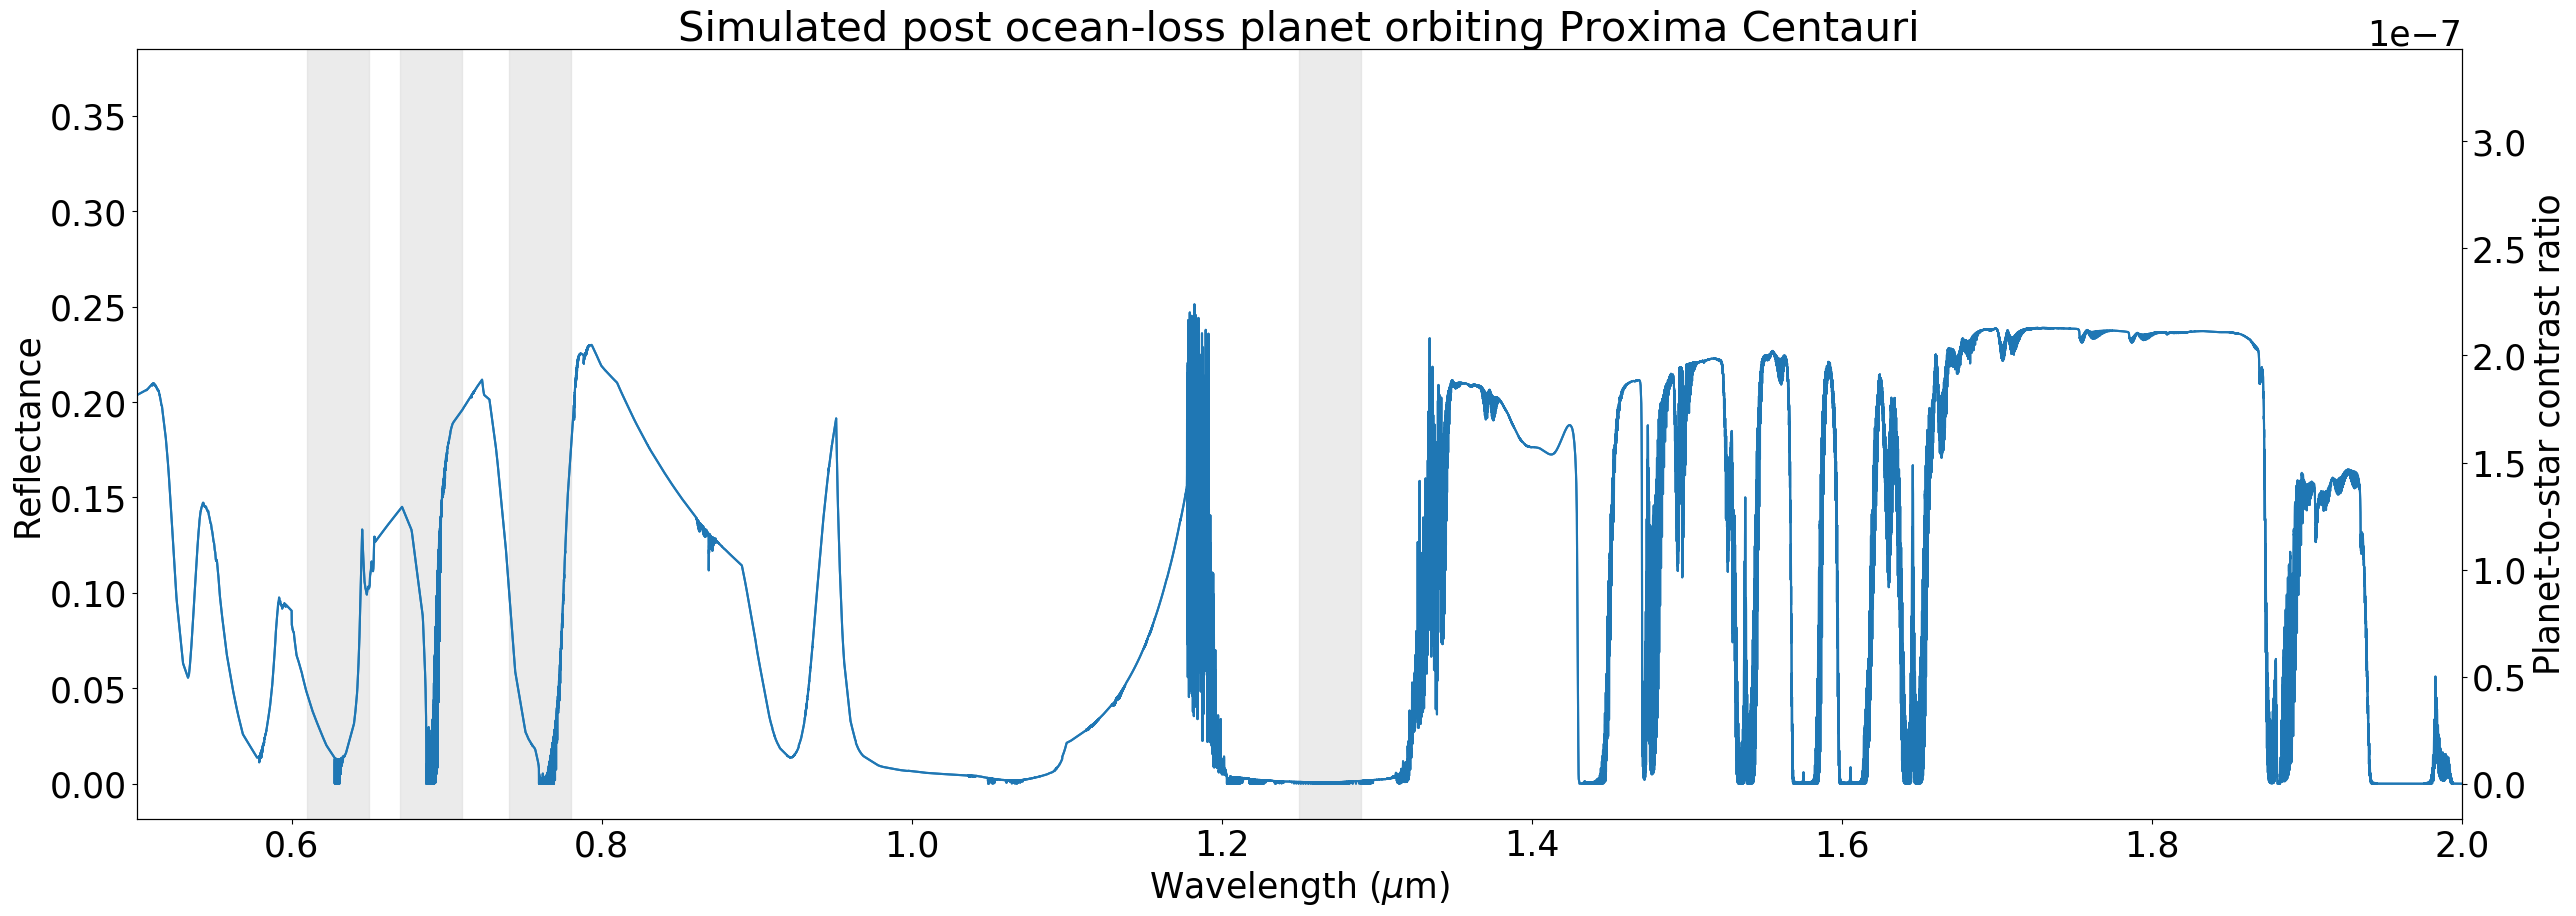 Simulated post ocean-loss planet orbiting Proxima Centauri
1e−7
0.35
0.30
0.25
0.20
0.15
0.10
0.05
0.00
Reflectance
3.0
2.5
2.0
1.5
1.0
0.5
0.0
Planet-to-star contrast ratio
0.6 0.8 1.0 1.2 1.4 1.6 1.8 2.0
Wavelength (μm)